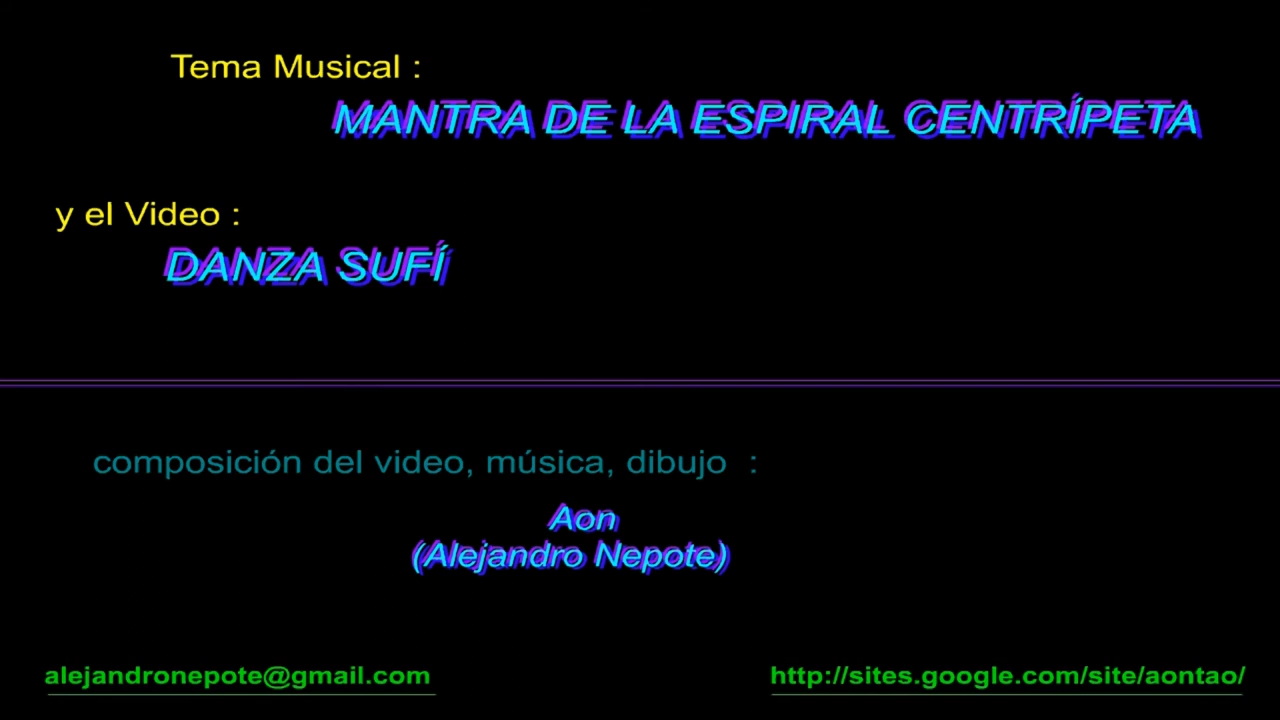 Tema Musical :
MANTRA DE LA ESPIRAL CENTRÍPETA
y el Video :
DANZA SUFÍ
composición del video, música, dibujo :
Aon
(Alejandro Nepote)
alejandronepote@gmail.com
http://sites.google.com/site/aontao/